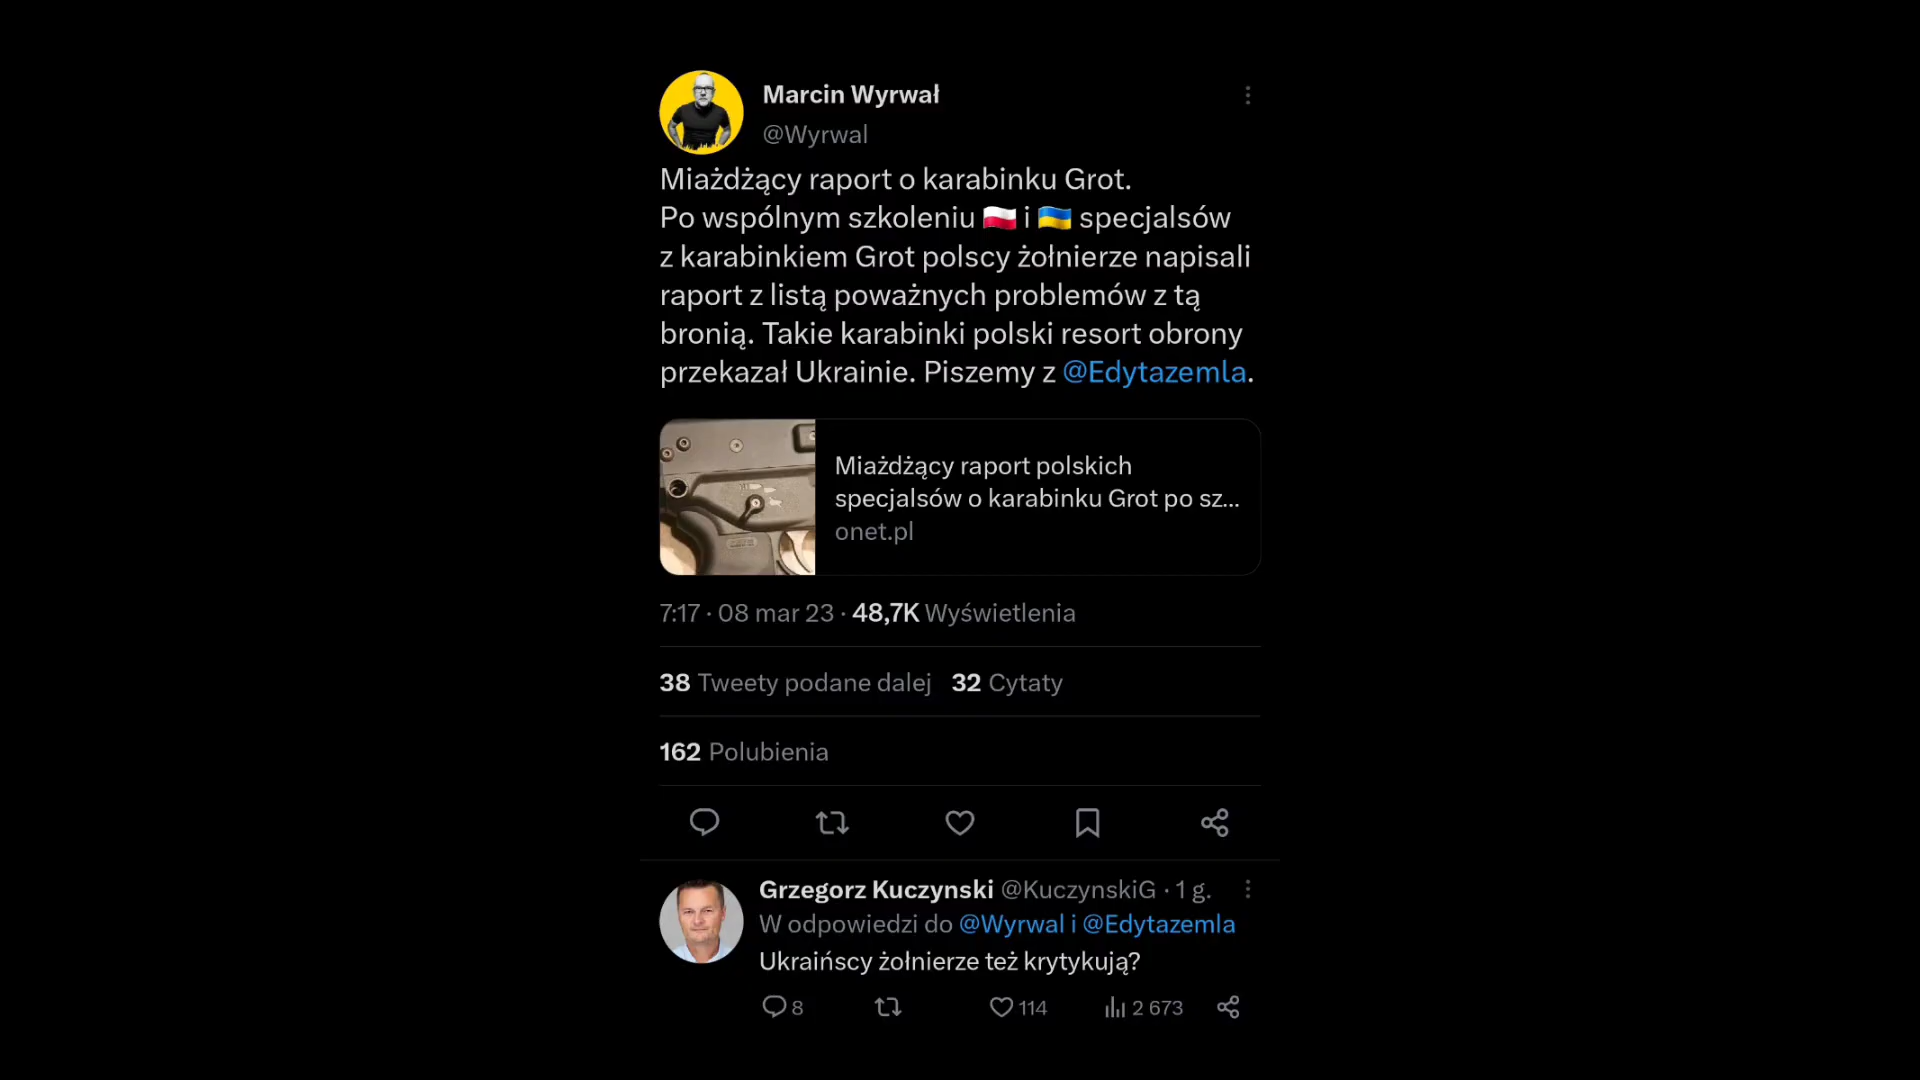 Marcin Wyrwał
@Wyrwal
Miażdżący raport o karabinku Grot.
Po wspólnym szkoleniu 🇵🇱 i 🇺🇦 specjalsów
z karabinkiem Grot polscy żołnierze napisali
raport z listą poważnych problemów z tą
bronią. Takie karabinki polski resort obrony
przekazał Ukrainie. Piszemy z @Edytazemla.
Miażdżący raport polskich
specjalsów o karabinku Grot po sz...
onet.pl
7:17 · 08 mar 23 · 48,7K Wyświetlenia
38 Tweety podane dalej 32 Cytaty
162 Polubienia
Grzegorz Kuczynski @KuczynskiG · 1 g.
W odpowiedzi do @Wyrwal i @Edytazemla
Ukraińscy żołnierze też krytykują?
8 114 2 673